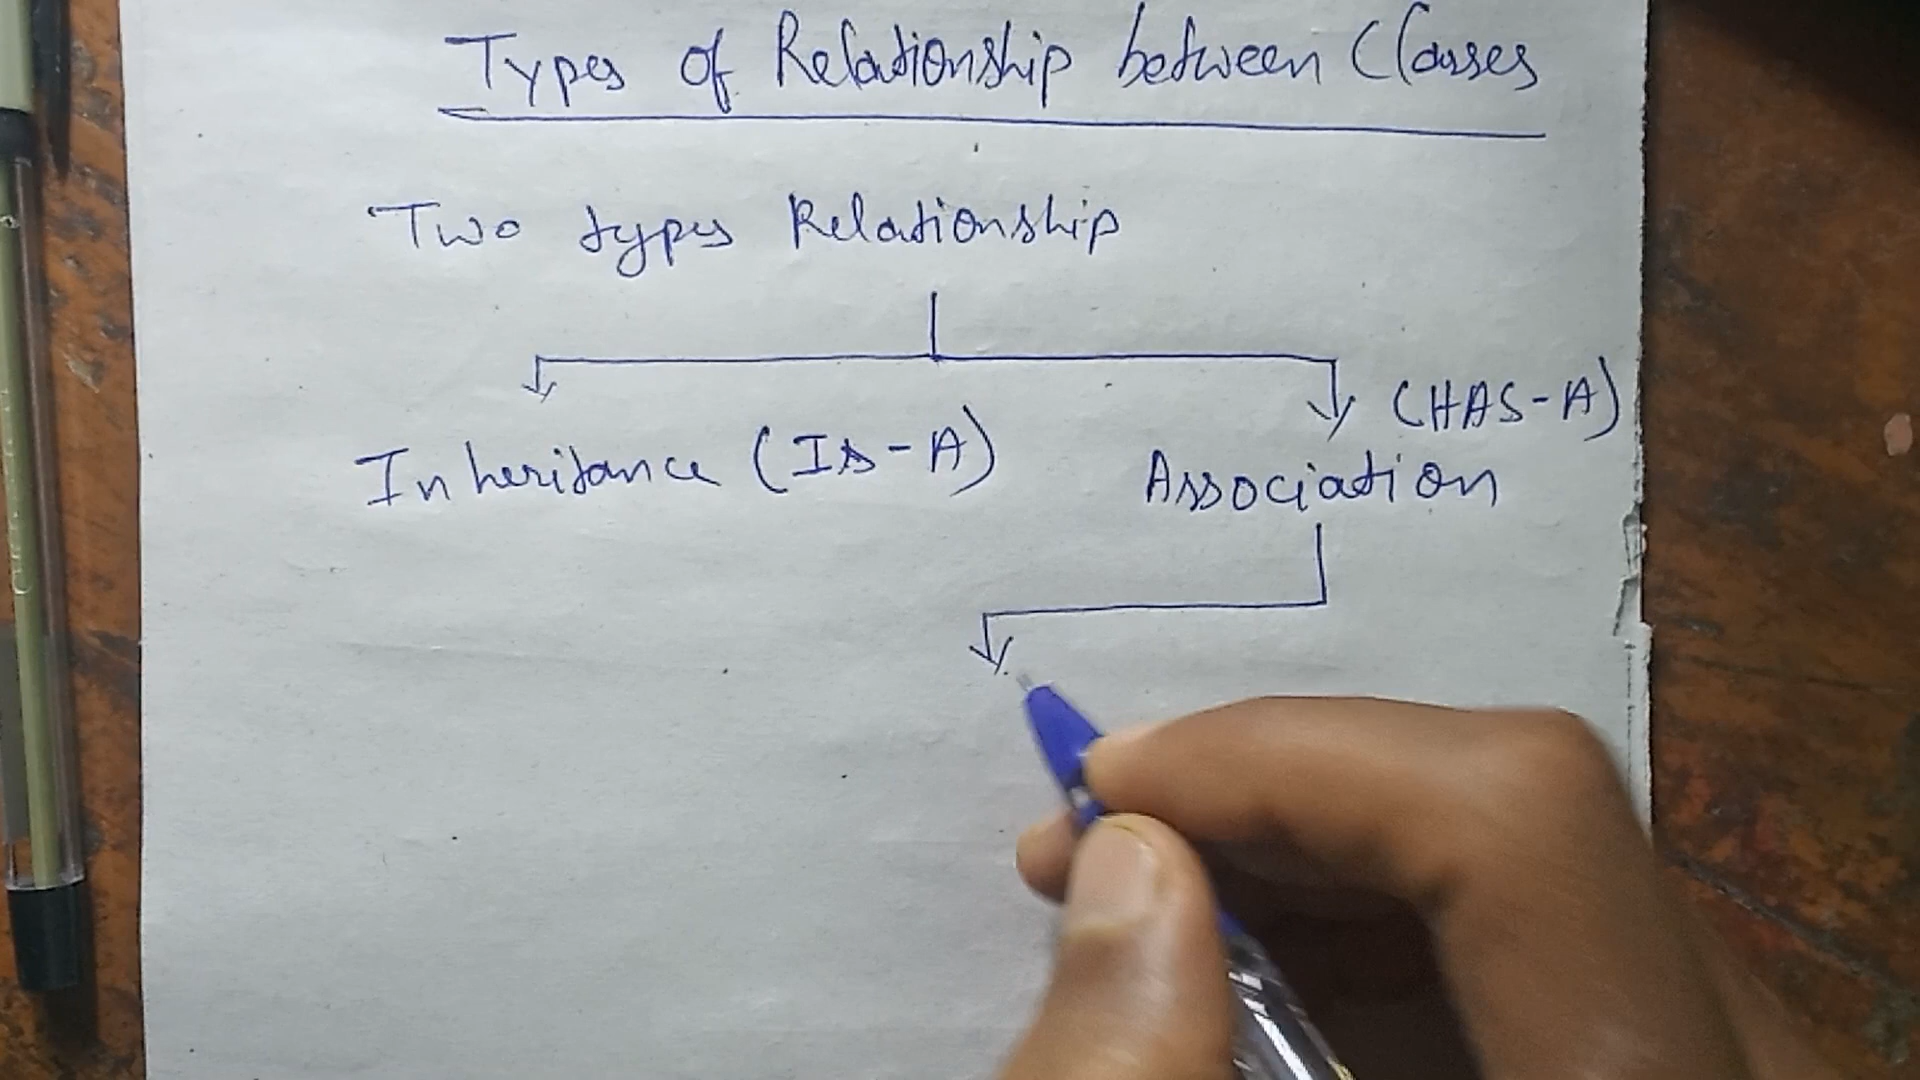 Types of Relationship between Classes
Two types Relationship
(HAS-A)
Inheritance (Is-A)
Association